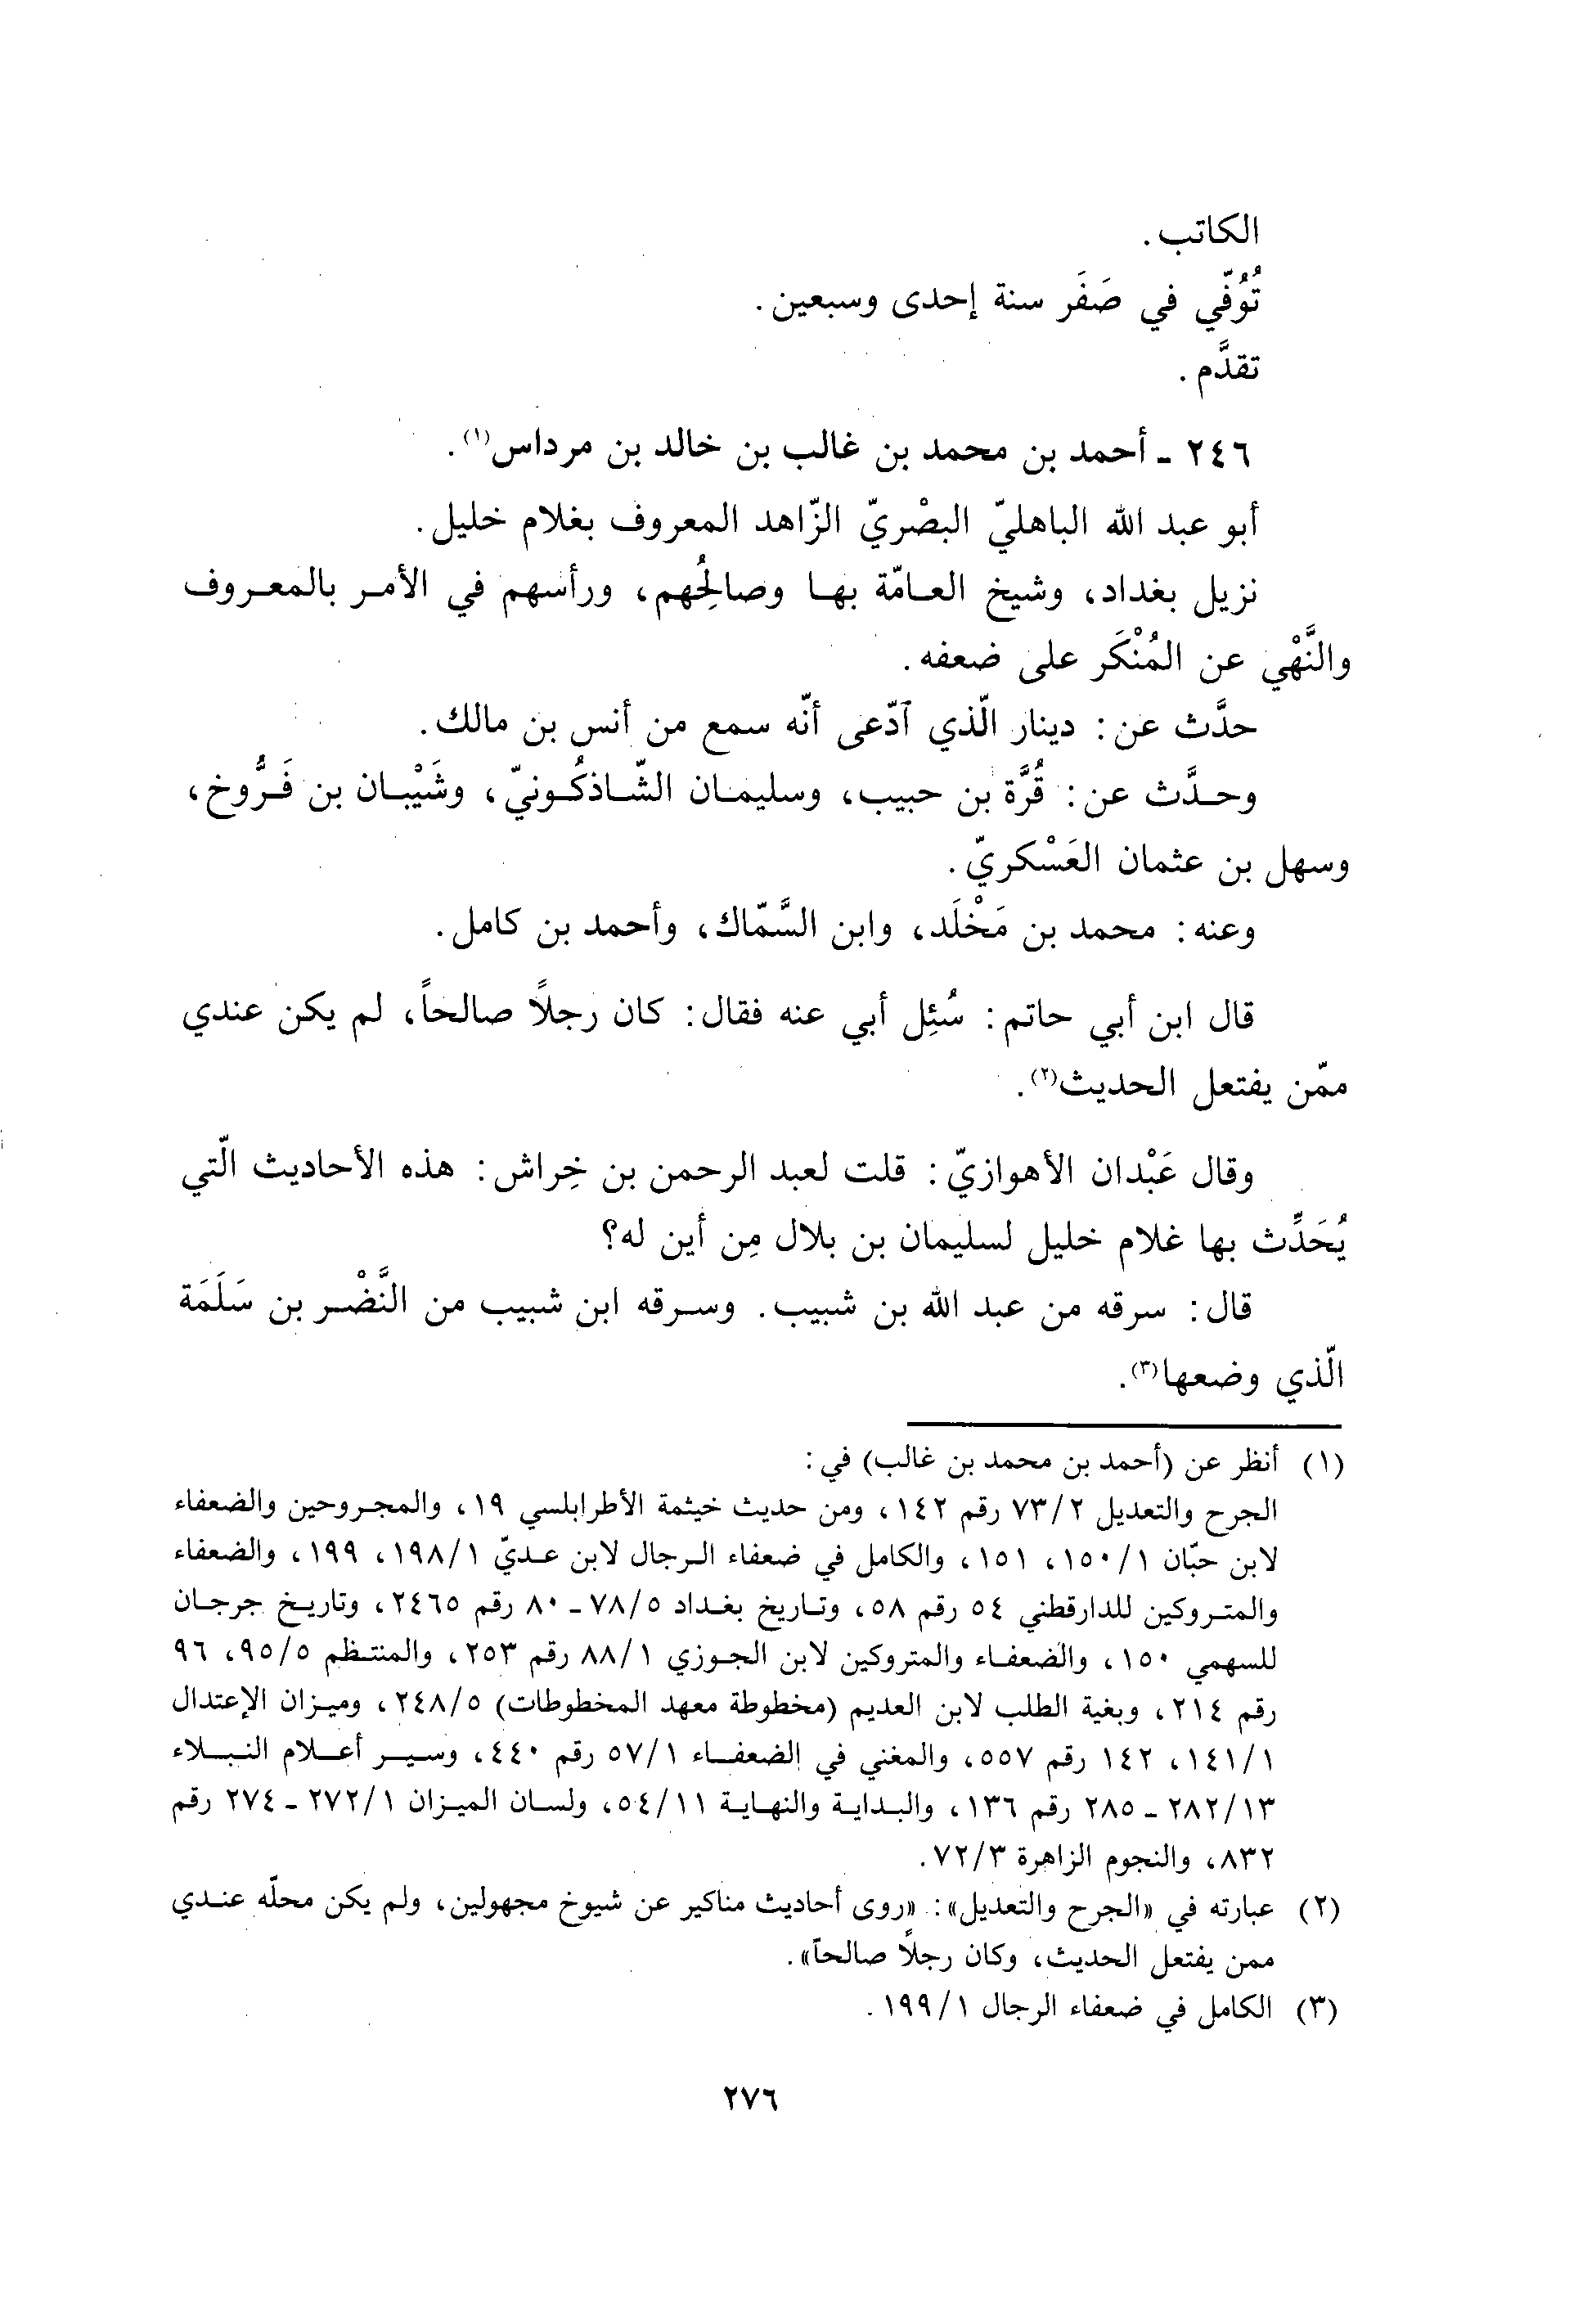 الكاتب.
تُوُفّي في صَفَر سنة إحدى وسبعين.
تقدَّم.
٢٤٦ - أحمد بن محمد بن غالب بن خالد بن مرداس(١).
أبو عبد الله الباهليّ البصْريّ الزّاهد المعروف بغلام خليل.
نزيل بغداد، وشيخ العامّة بها وصالِحُهم، ورأسهم في الأمر بالمعروف
والنَّهْي عن المُنْكَر على ضعفه.
حدَّث عن: دينار الّذي آدّعى أنّه سمع من أنس بن مالك.
وحدَّث عن: قُرَّة بن حبيب، وسليمان الشّاذكُونيّ، وشَيْبان بن فَرُّوخ،
وسهل بن عثمان العَسْكريّ.
وعنه: محمد بن مَخْلَد، وابن السَّمّاك، وأحمد بن كامل.
قال ابن أبي حاتم: سُئِل أبي عنه فقال: كان رجلًا صالحاً، لم يكن عندي
ممّن يفتعل الحديث(٢).
وقال عَبْدان الأهوازيّ: قلت لعبد الرحمن بن خِراش: هذه الأحاديث الّتي
يُحَدِّث بها غلام خليل لسليمان بن بلال مِن أين له؟
قال: سرقه من عبد الله بن شبيب. وسرقه ابن شبيب من النَّضْر بن سَلَمَة
الّذي وضعها(٣).
(١) أنظر عن (أحمد بن محمد بن غالب) في:
الجرح والتعديل ٧٣/٢ رقم ١٤٢، ومن حديث خيثمة الأطرابلسي ١٩، والمجروحين والضعفاء
لابن حبّان ١٥٠/١، ١٥١، والكامل في ضعفاء الرجال لابن عديّ ١٩٨/١، ١٩٩، والضعفاء
والمتروكين للدارقطني ٥٤ رقم ٥٨، وتاريخ بغداد ٧٨/٥ - ٨٠ رقم ٢٤٦٥، وتاريخ جرجان
للسهمي ١٥٠، والضعفاء والمتروكين لابن الجوزي ٨٨/١ رقم ٢٥٣، والمنتظم ٩٥/٥، ٩٦
رقم ٢١٤، وبغية الطلب لابن العديم (مخطوطة معهد المخطوطات) ٢٤٨/٥، وميزان الإعتدال
١٤١/١، ١٤٢ رقم ٥٥٧، والمغني في الضعفاء ٥٧/١ رقم ٤٤٠، وسير أعلام النبلاء
٢٨٢/١٣ - ٢٨٥ رقم ١٣٦، والبداية والنهاية ٥٤/١١، ولسان الميزان ٢٧٢/١ - ٢٧٤ رقم
٨٣٢، والنجوم الزاهرة ٧٢/٣.
(٢) عبارته في «الجرح والتعديل»: «روى أحاديث مناكير عن شيوخ مجهولين، ولم يكن محلّه عندي
ممن يفتعل الحديث، وكان رجلًا صالحاً».
(٣) الكامل في ضعفاء الرجال ١٩٩/١.
٢٧٦